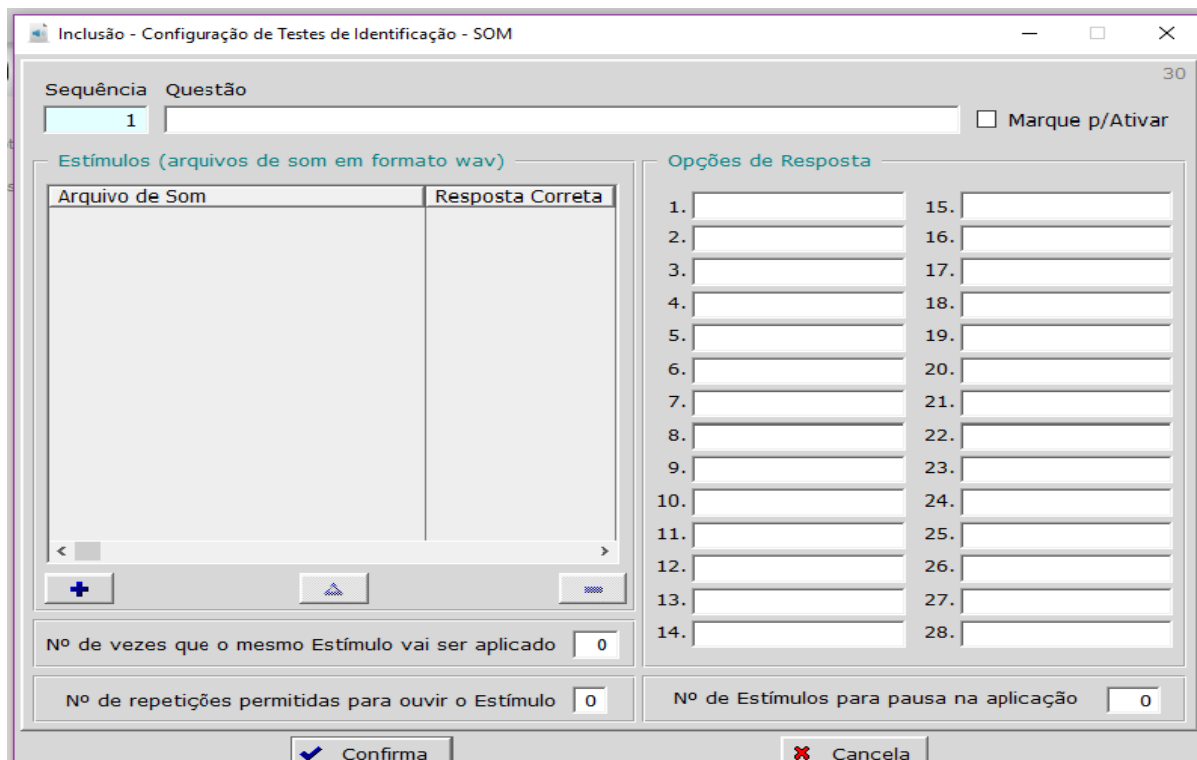 Inclusão - Configuração de Testes de Identificação - SOM
30
Sequência Questão
1
Marque p/Ativar
Estímulos (arquivos de som em formato wav)
Arquivo de Som Resposta Correta
Nº de vezes que o mesmo Estímulo vai ser aplicado 0
Nº de repetições permitidas para ouvir o Estímulo 0
Opções de Resposta
1. 15.
2. 16.
3. 17.
4. 18.
5. 19.
6. 20.
7. 21.
8. 22.
9. 23.
10. 24.
11. 25.
12. 26.
13. 27.
14. 28.
Nº de Estímulos para pausa na aplicação 0
Confirma Cancela